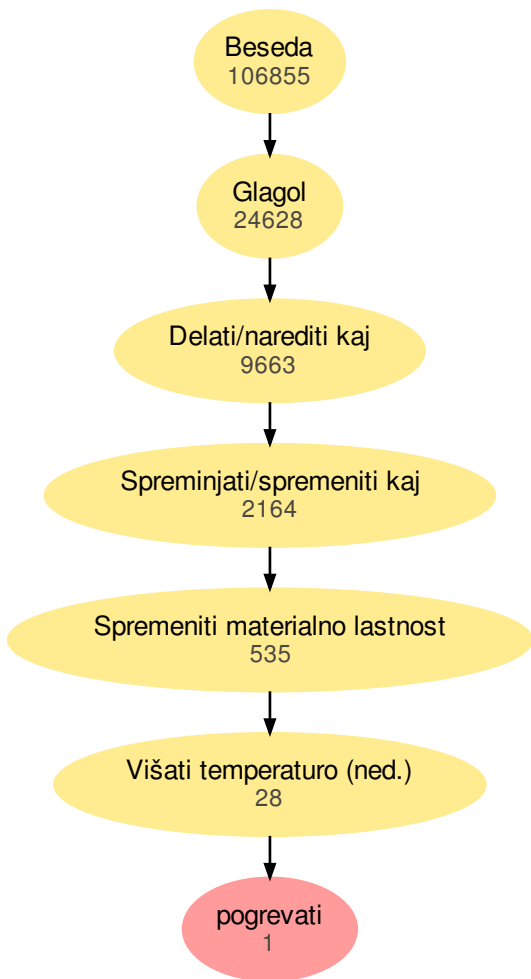 Beseda
106855
Glagol
24628
Delati/narediti kaj
9663
Spreminjati/spremeniti kaj
2164
Spremeniti materialno lastnost
535
Višati temperaturo (ned.)
28
pogrevati
1